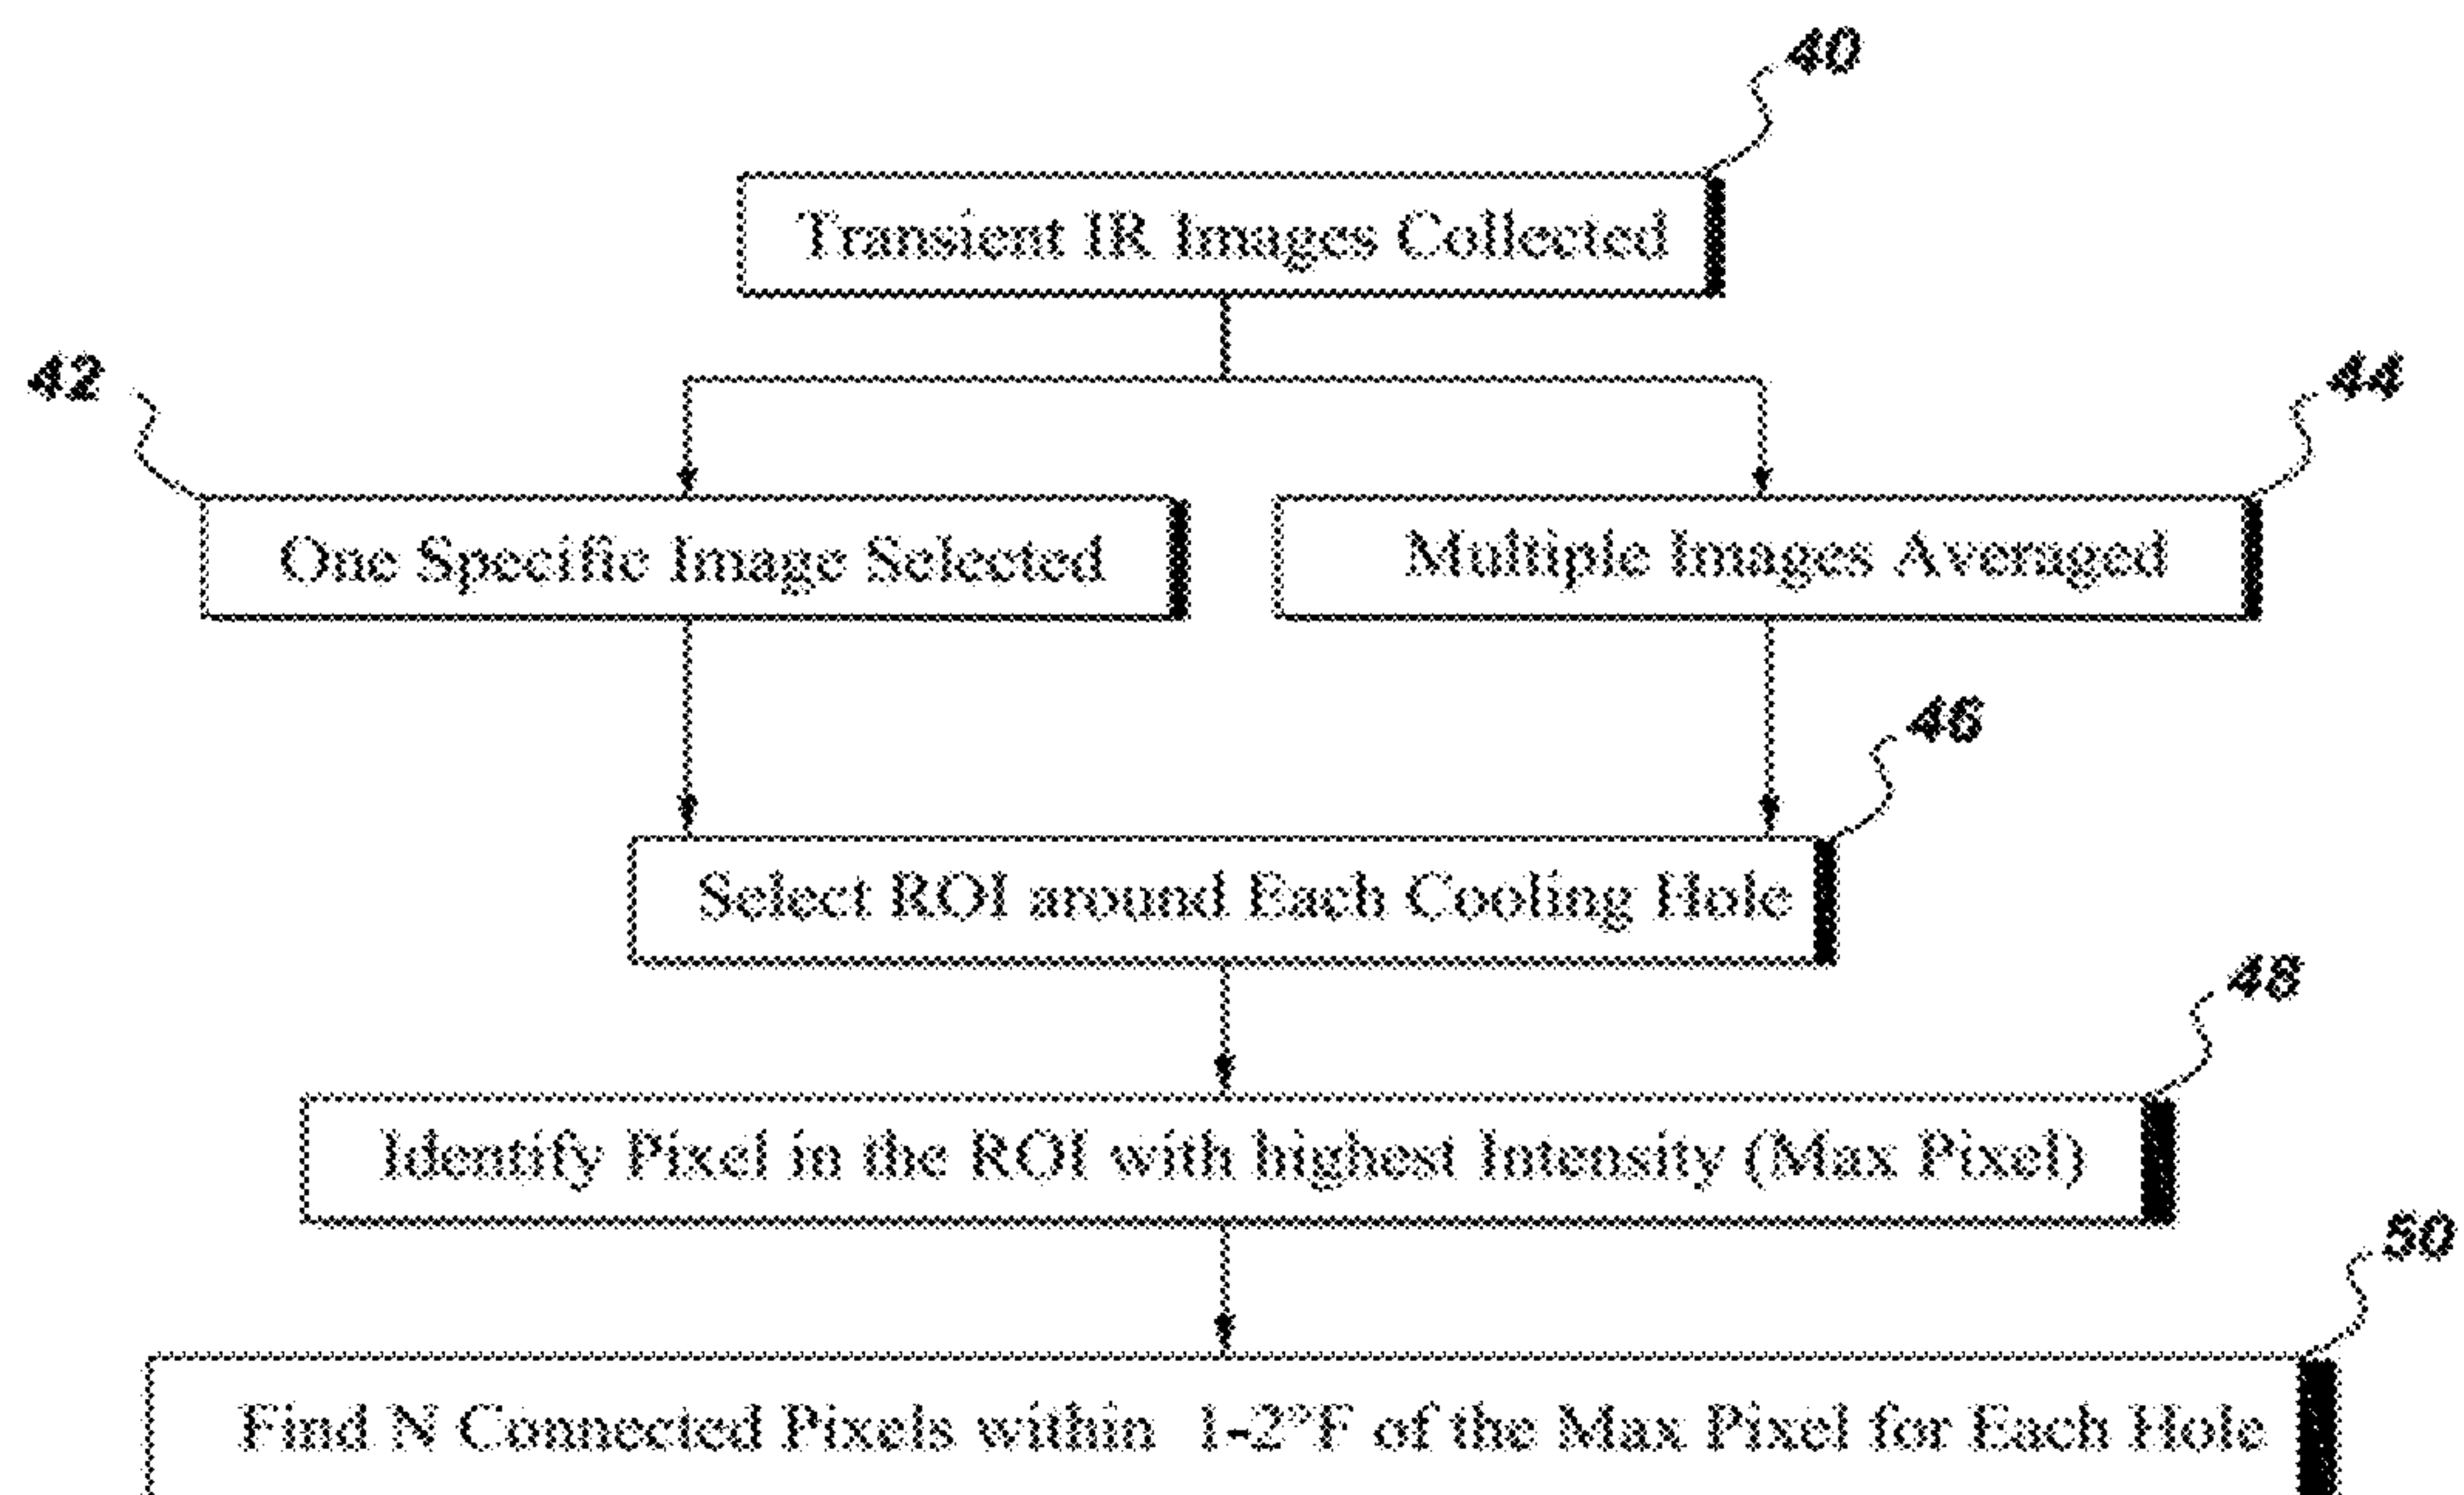 40
Transient IR Images Collected
42
44
One Specific Image Selected
Multiple Images Averaged
46
Select ROI around Each Cooling Hole
48
Identify Pixel in the ROI with highest Intensity (Max Pixel)
50
Find N Connected Pixels within 1-2°F of the Max Pixel for Each Hole